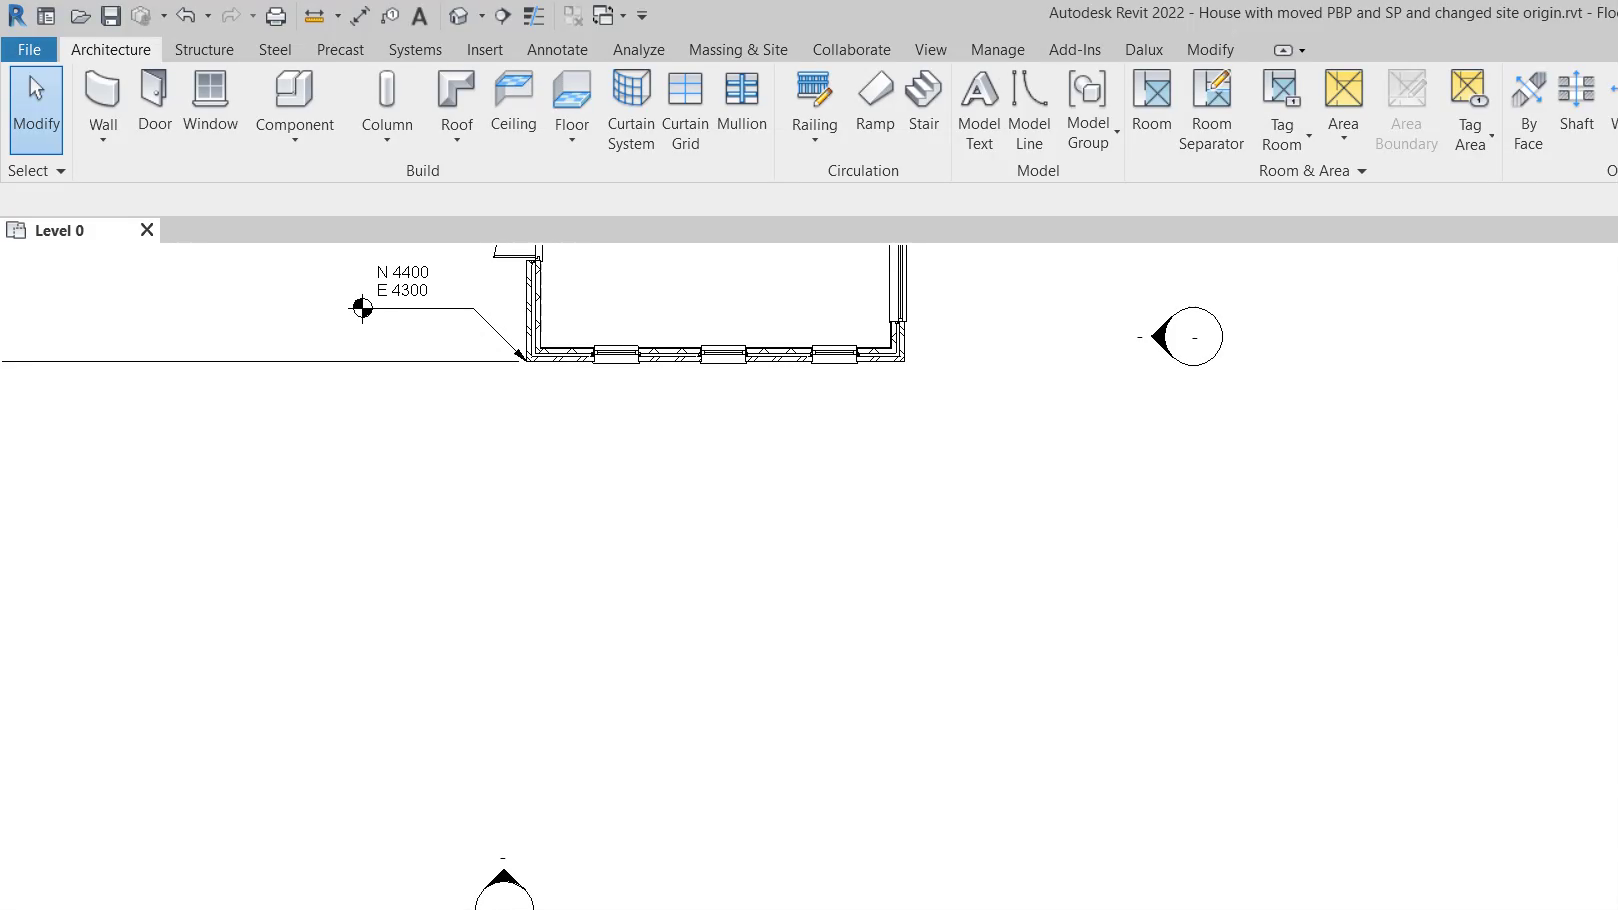 Autodesk Revit 2022 - House with moved PBP and SP and changed site origin.rvt - Floo
File Architecture Structure Steel Precast Systems Insert Annotate Analyze Massing & Site Collaborate View Manage Add-Ins Dalux Modify
Modify Wall Door Window Component Column Roof Ceiling Floor Curtain System Curtain Grid Mullion Railing Ramp Stair Model Text Model Line Model Group Room Room Separator Tag Room Area Area Boundary Tag Area By Face Shaft W
Select Build Circulation Model Room & Area O
Level 0
N 4400
E 4300
- -
-